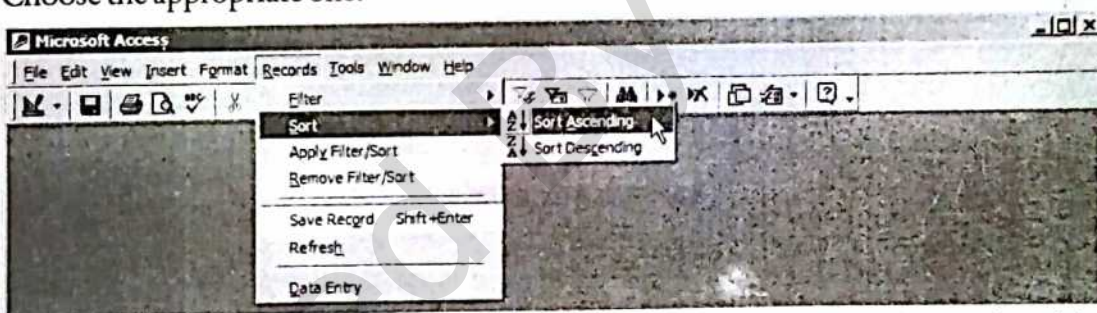 Choose the appropriate one.
Microsoft Access
File Edit View Insert Format Records Tools Window Help
Filter
Sort
Sort Ascending
Sort Descending
Apply Filter/Sort
Remove Filter/Sort
Save Record Shift+Enter
Refresh
Data Entry